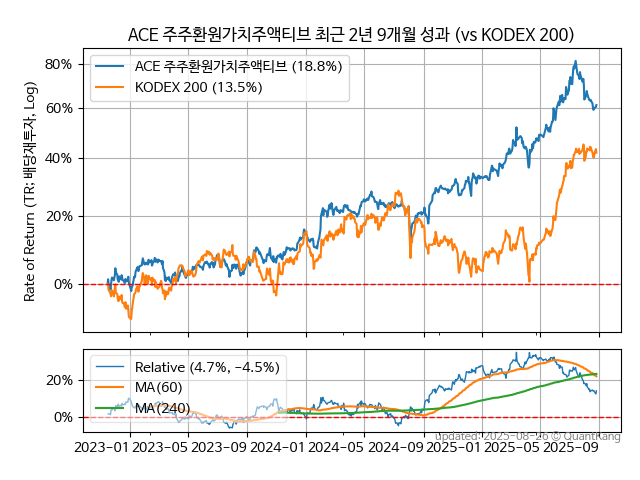 ACE 주주환원가치주액티브 최근 2년 9개월 성과 (vs KODEX 200)
Rate of Return (TR: 배당재투자, Log)
80%
60%
40%
20%
0%
ACE 주주환원가치주액티브 (18.8%)
KODEX 200 (13.5%)
20%
0%
Relative (4.7%, -4.5%)
MA(60)
MA(240)
2023-01 2023-05 2023-09 2024-01 2024-05 2024-09 2025-01 2025-05 2025-09
updated: 2025-08-26 © QuantKang